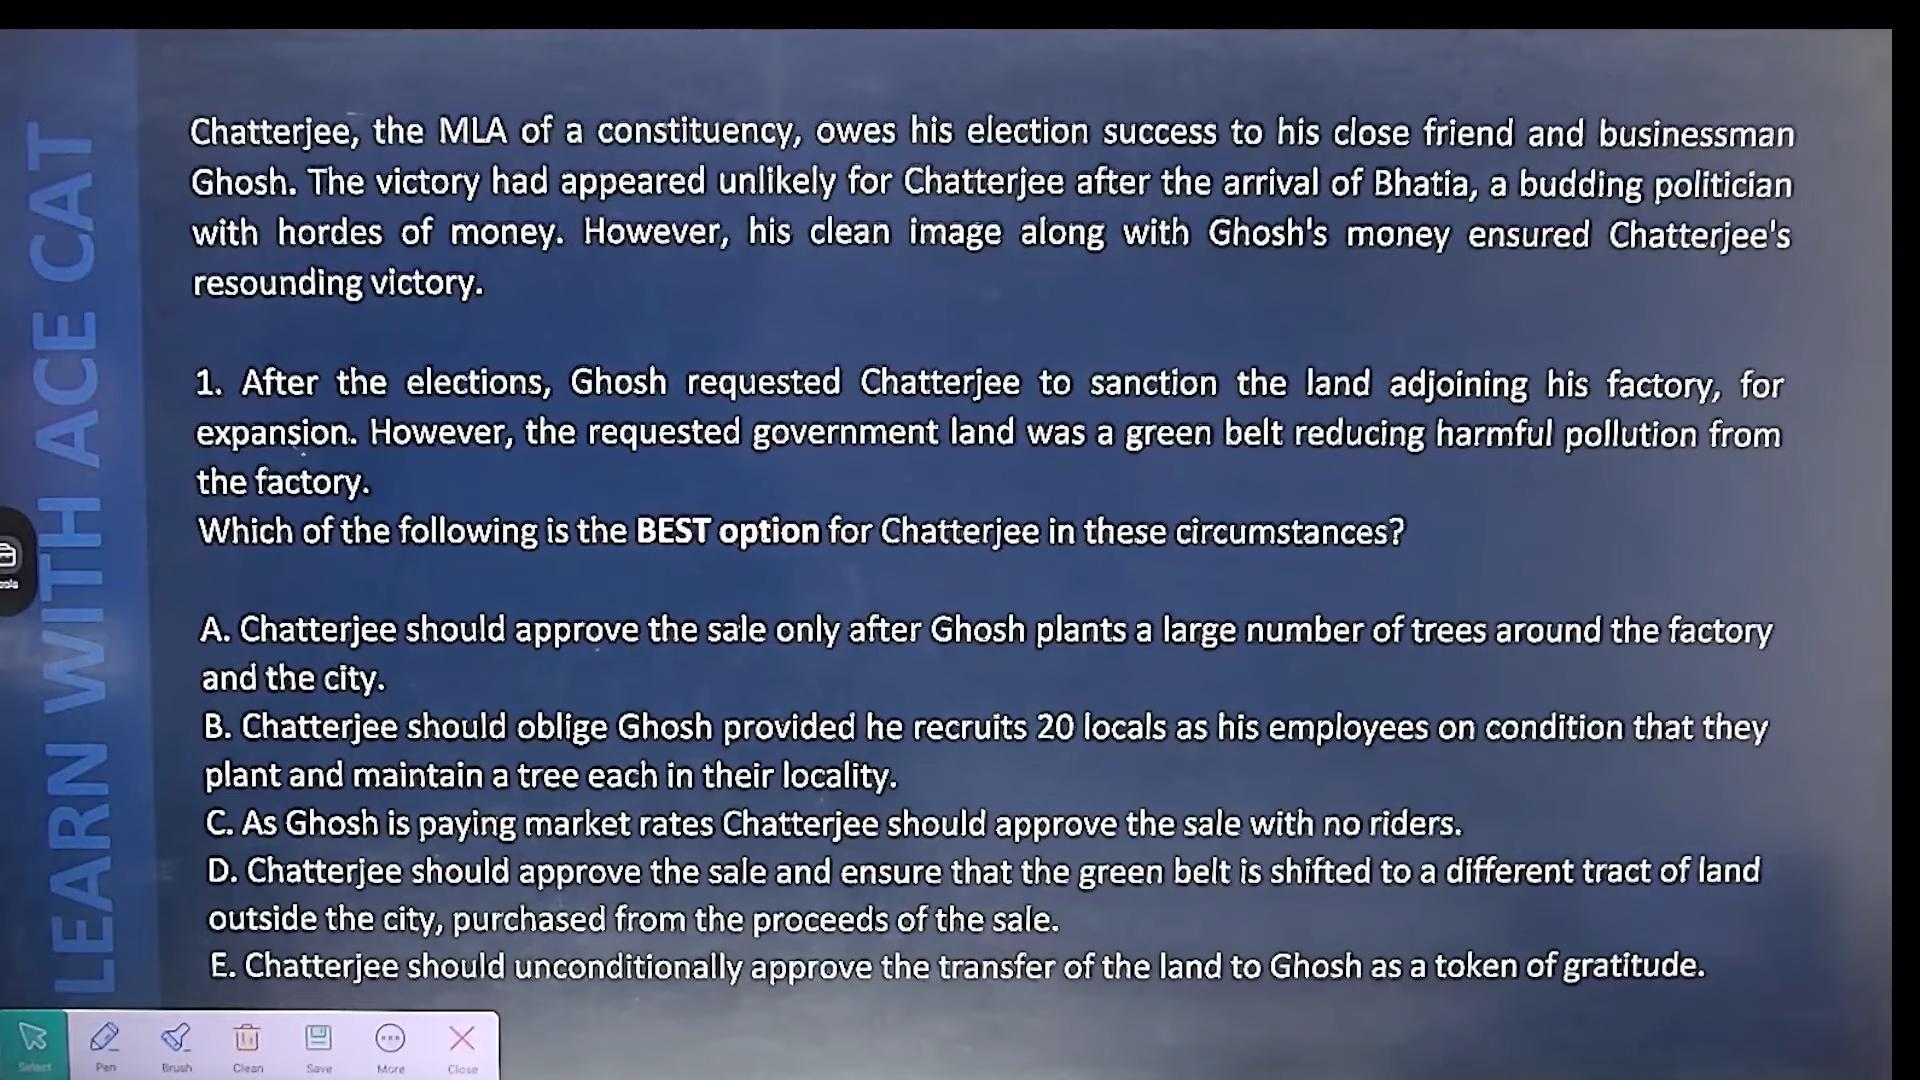 LEARN WITH ACE CAT
Chatterjee, the MLA of a constituency, owes his election success to his close friend and businessman
Ghosh. The victory had appeared unlikely for Chatterjee after the arrival of Bhatia, a budding politician
with hordes of money. However, his clean image along with Ghosh's money ensured Chatterjee's
resounding victory.
1. After the elections, Ghosh requested Chatterjee to sanction the land adjoining his factory, for
expansion. However, the requested government land was a green belt reducing harmful pollution from
the factory.
Which of the following is the BEST option for Chatterjee in these circumstances?
A. Chatterjee should approve the sale only after Ghosh plants a large number of trees around the factory
and the city.
B. Chatterjee should oblige Ghosh provided he recruits 20 locals as his employees on condition that they
plant and maintain a tree each in their locality.
C. As Ghosh is paying market rates Chatterjee should approve the sale with no riders.
D. Chatterjee should approve the sale and ensure that the green belt is shifted to a different tract of land
outside the city, purchased from the proceeds of the sale.
E. Chatterjee should unconditionally approve the transfer of the land to Ghosh as a token of gratitude.
Select Pen Brush Clean Save More Close